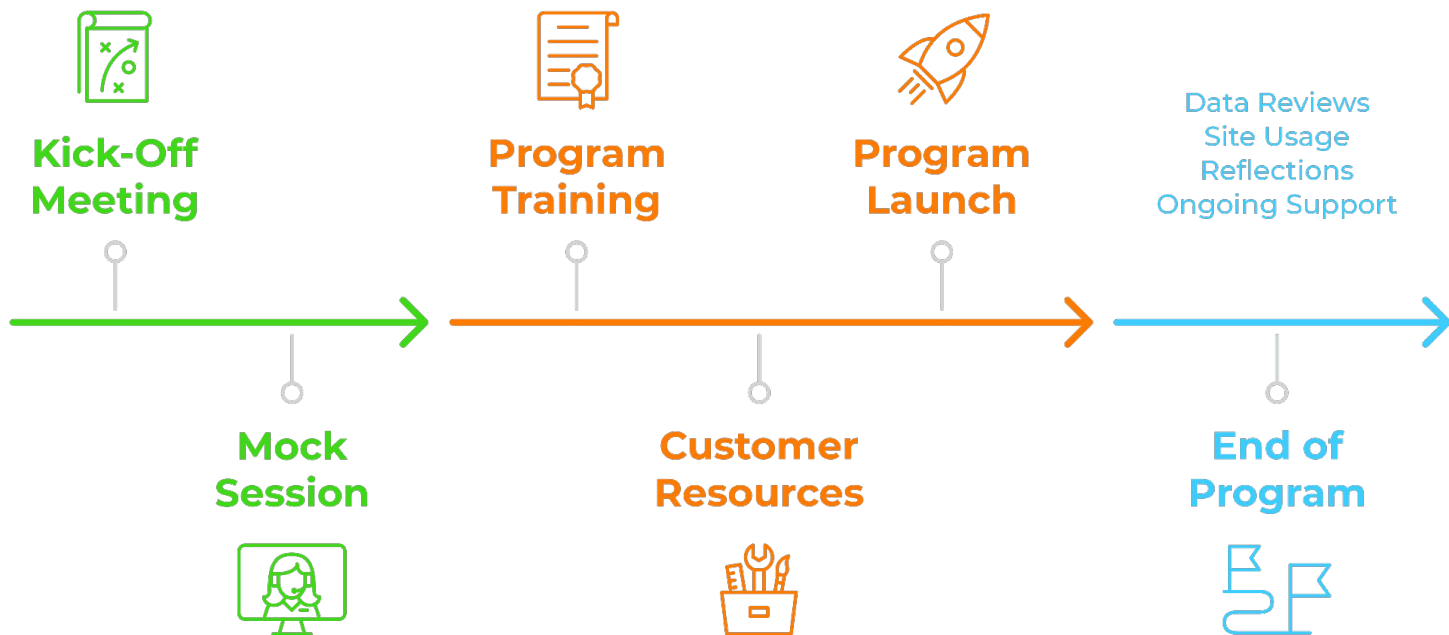 Kick-Off
Meeting
Mock
Session
Program
Training
Customer
Resources
Program
Launch
Data Reviews
Site Usage
Reflections
Ongoing Support
End of
Program